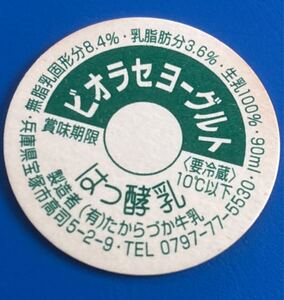 ・無脂乳固形分8.4%・乳脂肪分3.6%・生乳100%・90ml
ビオラセヨーグルト
賞味期限
〈要冷蔵〉
10℃以下
はっ酵乳
製造者 (有)たからづか牛乳
兵庫県宝塚市高司5-2-9・TEL 0797-77-5530